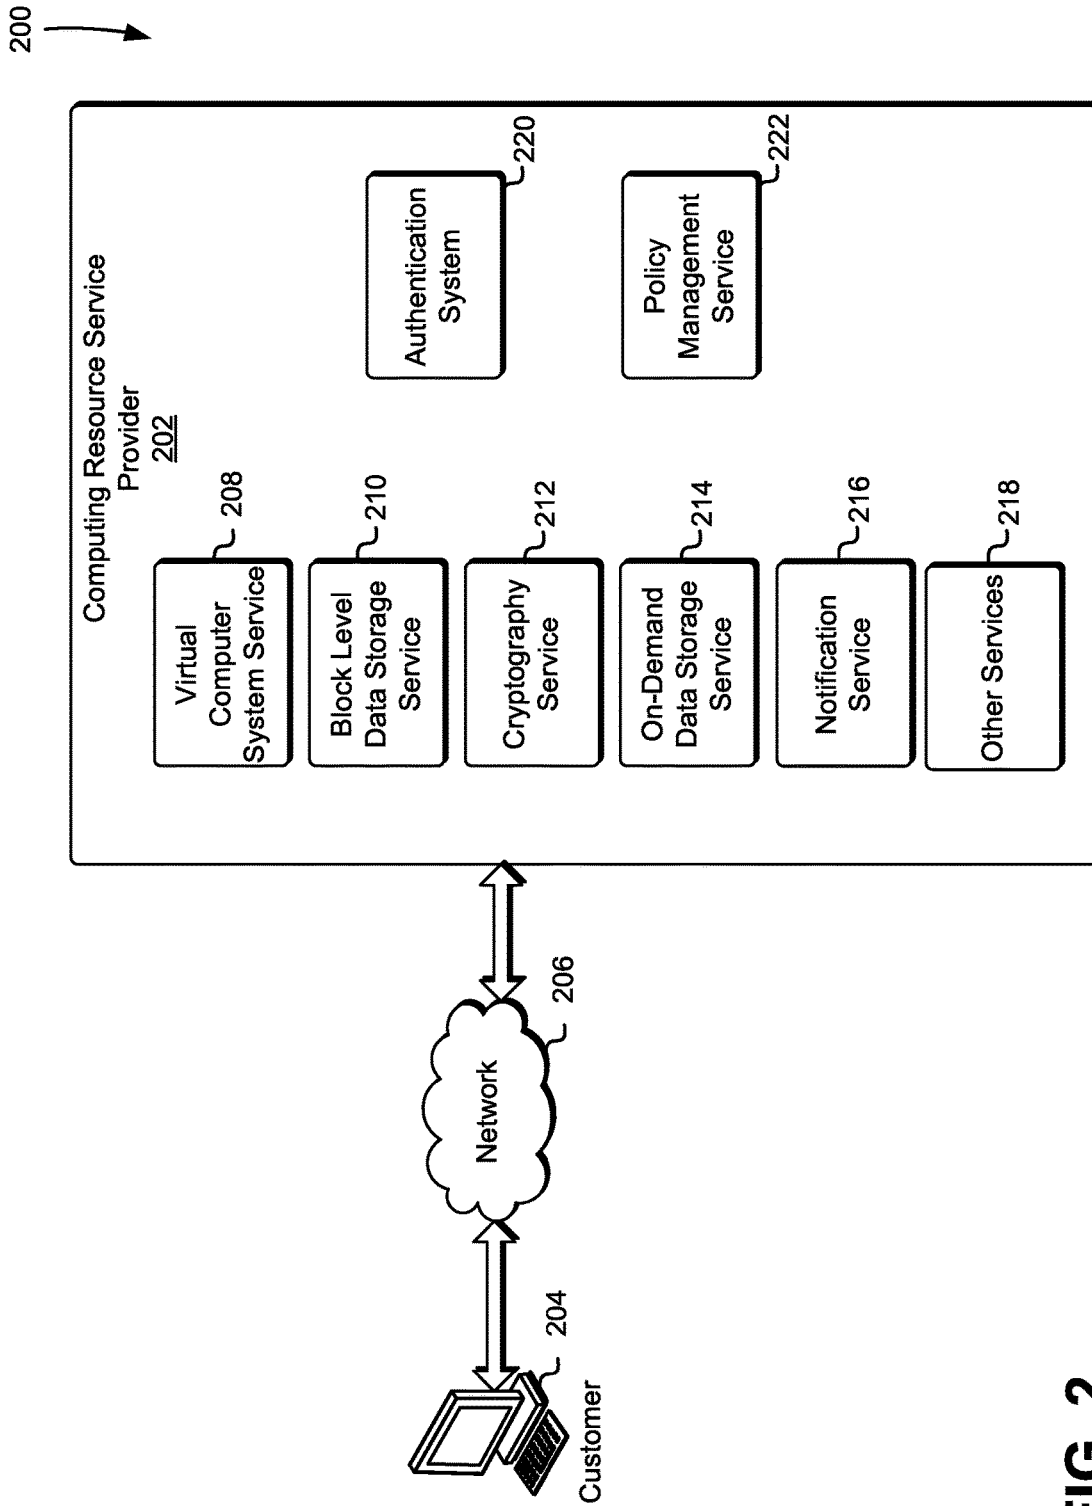 200
Computing Resource Service
Provider
202
Virtual
Computer
System Service
208
Block Level
Data Storage
Service
210
Cryptography
Service
212
On-Demand
Data Storage
Service
214
Notification
Service
216
Other Services
218
Authentication
System
220
Policy
Management
Service
222
Network
206
204
Customer
FIG. 2